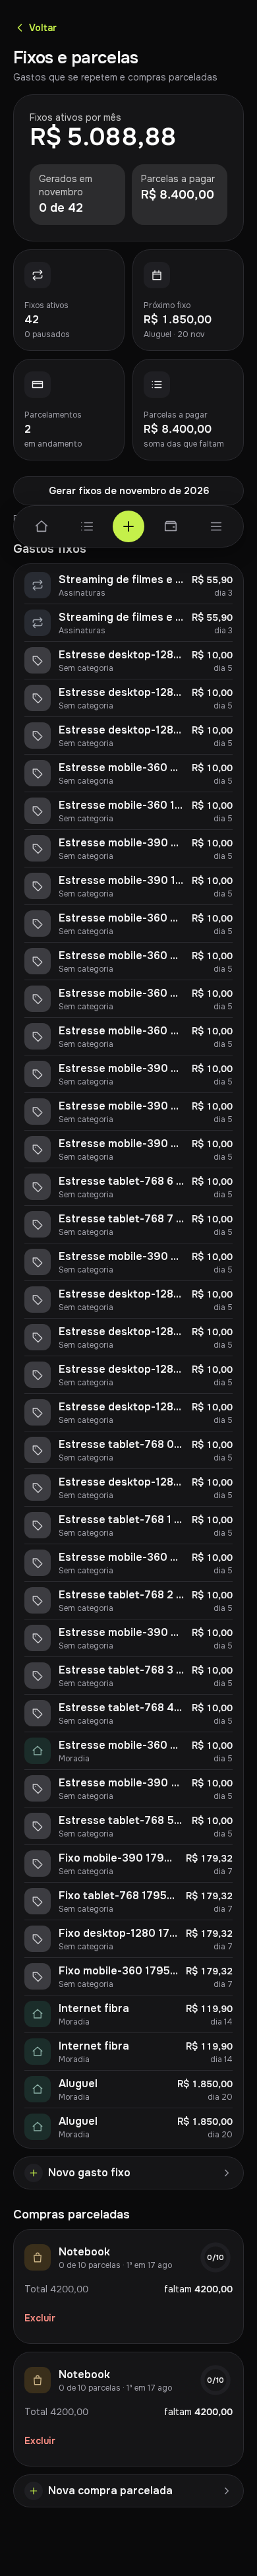 Voltar
Fixos e parcelas
Gastos que se repetem e compras parceladas
Fixos ativos por mês
R$ 5.088,88
Gerados em novembro
0 de 42
Parcelas a pagar
R$ 8.400,00
Fixos ativos
42
0 pausados
Próximo fixo
R$ 1.850,00
Aluguel · 20 nov
Parcelamentos
2
em andamento
Parcelas a pagar
R$ 8.400,00
soma das que faltam
Gerar fixos de novembro de 2026
Gastos fixos
Streaming de filmes e ... R$ 55,90
Assinaturas dia 3
Streaming de filmes e ... R$ 55,90
Assinaturas dia 3
Estresse desktop-128... R$ 10,00
Sem categoria dia 5
Estresse desktop-128... R$ 10,00
Sem categoria dia 5
Estresse desktop-128... R$ 10,00
Sem categoria dia 5
Estresse mobile-360 ... R$ 10,00
Sem categoria dia 5
Estresse mobile-360 1... R$ 10,00
Sem categoria dia 5
Estresse mobile-390 ... R$ 10,00
Sem categoria dia 5
Estresse mobile-390 1... R$ 10,00
Sem categoria dia 5
Estresse mobile-360 ... R$ 10,00
Sem categoria dia 5
Estresse mobile-360 ... R$ 10,00
Sem categoria dia 5
Estresse mobile-360 ... R$ 10,00
Sem categoria dia 5
Estresse mobile-360 ... R$ 10,00
Sem categoria dia 5
Estresse mobile-390 ... R$ 10,00
Sem categoria dia 5
Estresse mobile-390 ... R$ 10,00
Sem categoria dia 5
Estresse mobile-390 ... R$ 10,00
Sem categoria dia 5
Estresse tablet-768 6 ... R$ 10,00
Sem categoria dia 5
Estresse tablet-768 7 ... R$ 10,00
Sem categoria dia 5
Estresse mobile-390 ... R$ 10,00
Sem categoria dia 5
Estresse desktop-128... R$ 10,00
Sem categoria dia 5
Estresse desktop-128... R$ 10,00
Sem categoria dia 5
Estresse desktop-128... R$ 10,00
Sem categoria dia 5
Estresse desktop-128... R$ 10,00
Sem categoria dia 5
Estresse tablet-768 0... R$ 10,00
Sem categoria dia 5
Estresse desktop-128... R$ 10,00
Sem categoria dia 5
Estresse tablet-768 1 ... R$ 10,00
Sem categoria dia 5
Estresse mobile-360 ... R$ 10,00
Sem categoria dia 5
Estresse tablet-768 2 ... R$ 10,00
Sem categoria dia 5
Estresse mobile-390 ... R$ 10,00
Sem categoria dia 5
Estresse tablet-768 3 ... R$ 10,00
Sem categoria dia 5
Estresse tablet-768 4... R$ 10,00
Sem categoria dia 5
Estresse mobile-360 ... R$ 10,00
Moradia dia 5
Estresse mobile-390 ... R$ 10,00
Sem categoria dia 5
Estresse tablet-768 5... R$ 10,00
Sem categoria dia 5
Fixo mobile-390 179... R$ 179,32
Sem categoria dia 7
Fixo tablet-768 1795... R$ 179,32
Sem categoria dia 7
Fixo desktop-1280 17... R$ 179,32
Sem categoria dia 7
Fixo mobile-360 1795... R$ 179,32
Sem categoria dia 7
Internet fibra R$ 119,90
Moradia dia 14
Internet fibra R$ 119,90
Moradia dia 14
Aluguel R$ 1.850,00
Moradia dia 20
Aluguel R$ 1.850,00
Moradia dia 20
Novo gasto fixo
Compras parceladas
Notebook
0 de 10 parcelas · 1ª em 17 ago
0/10
Total 4200,00 faltam 4200,00
Excluir
Notebook
0 de 10 parcelas · 1ª em 17 ago
0/10
Total 4200,00 faltam 4200,00
Excluir
Nova compra parcelada